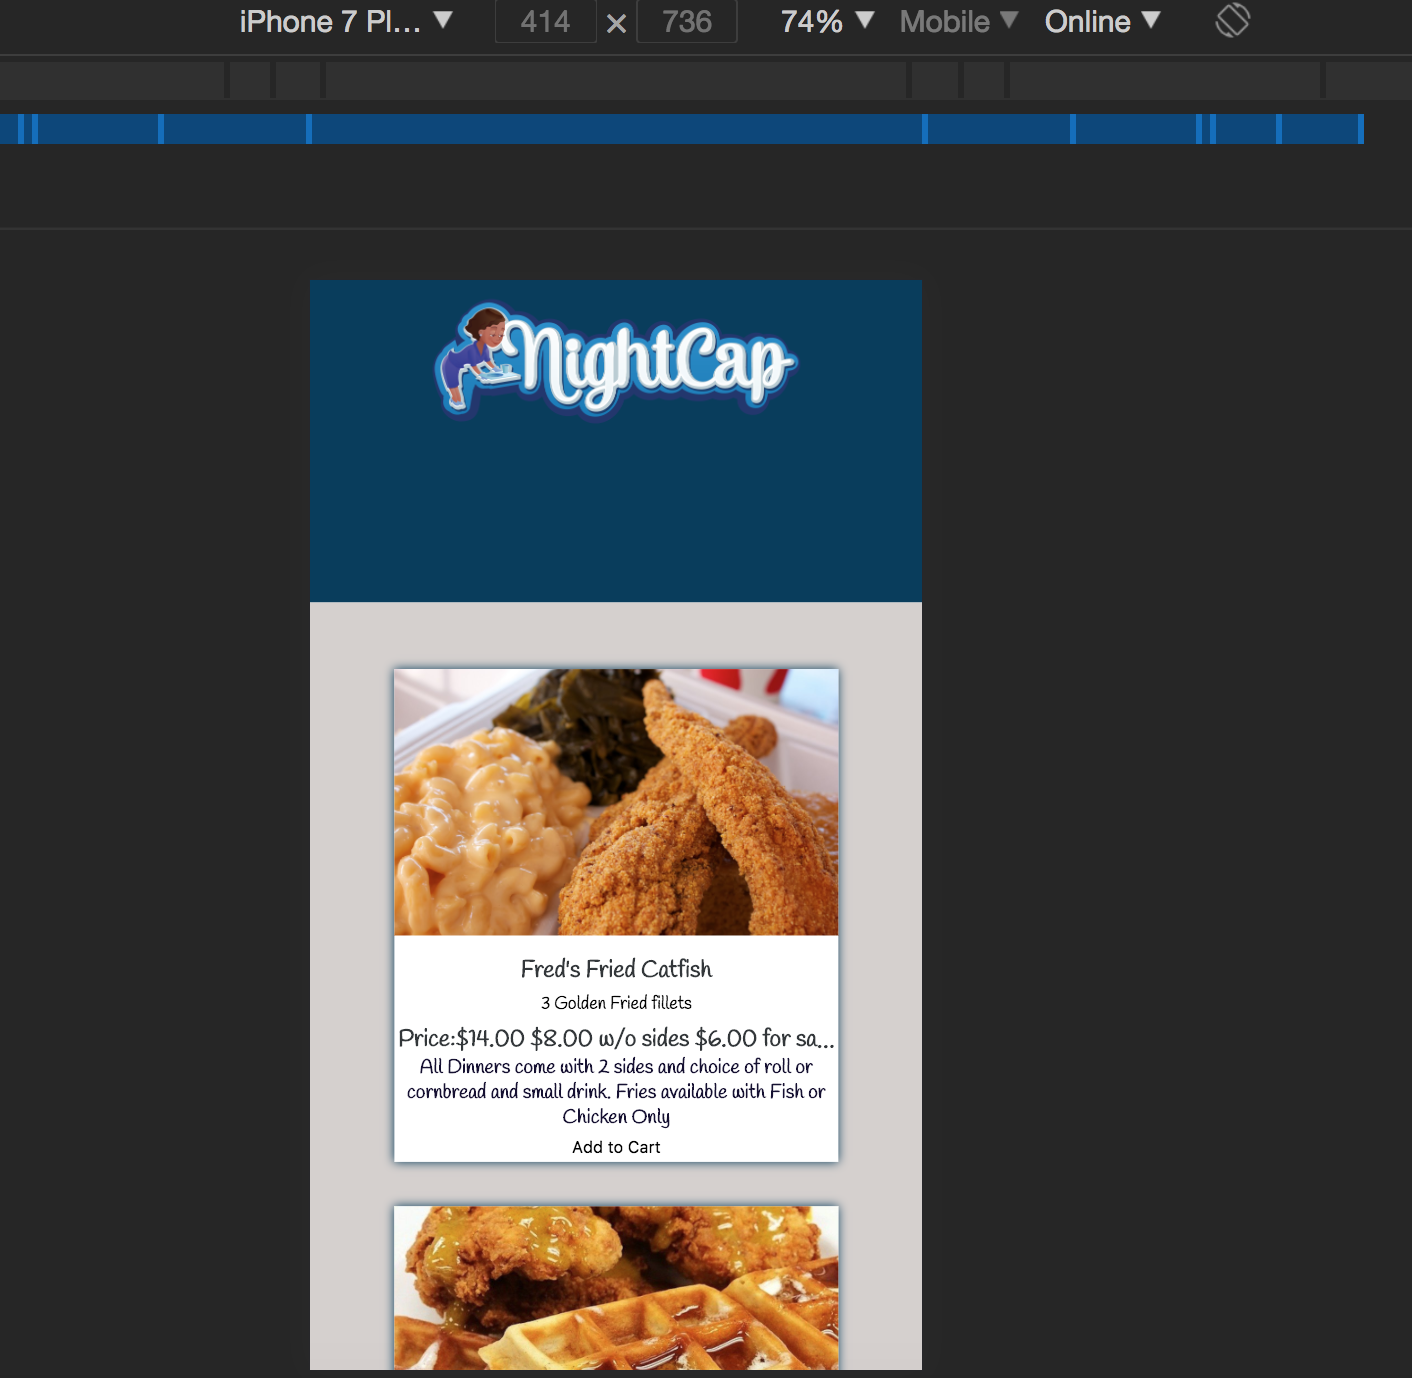 iPhone 7 Pl... ▼ 414 × 736 74% ▼ Mobile ▼ Online ▼
NightCap
Fred's Fried Catfish
3 Golden Fried fillets
Price:$14.00 $8.00 w/o sides $6.00 for sa...
All Dinners come with 2 sides and choice of roll or
cornbread and small drink. Fries available with Fish or
Chicken Only
Add to Cart